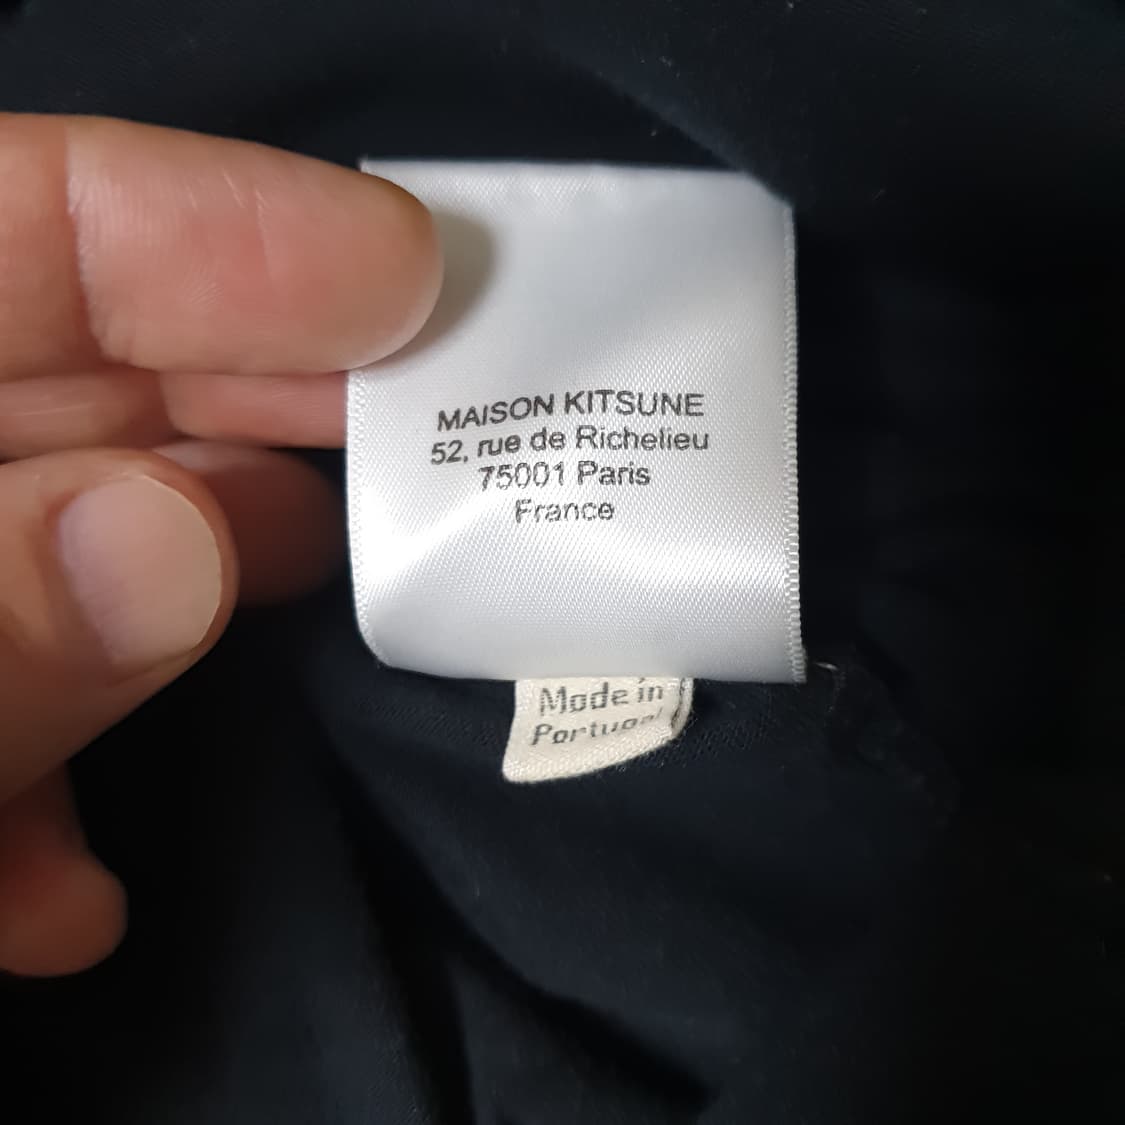 MAISON KITSUNE
52, rue de Richelieu
75001 Paris
France
Made in
Portugal